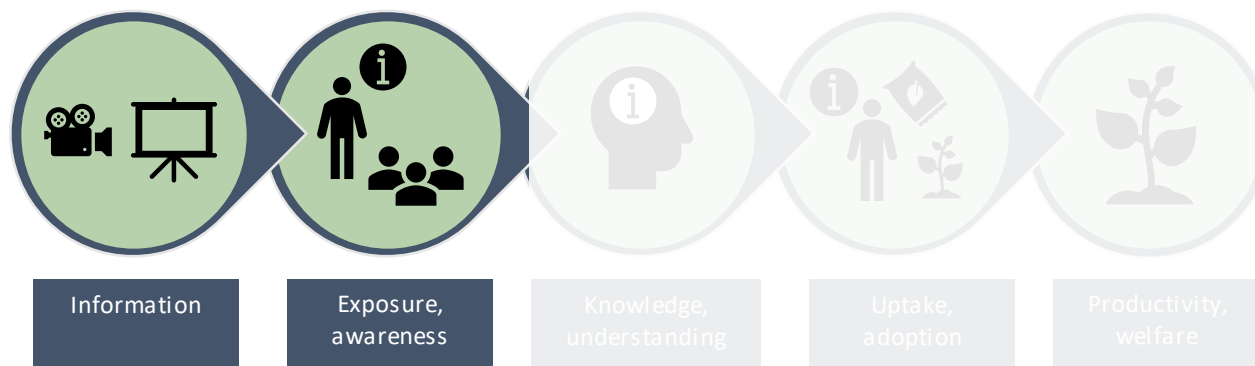 Information
Exposure,
awareness
Knowledge,
understanding
Uptake,
adoption
Productivity,
welfare